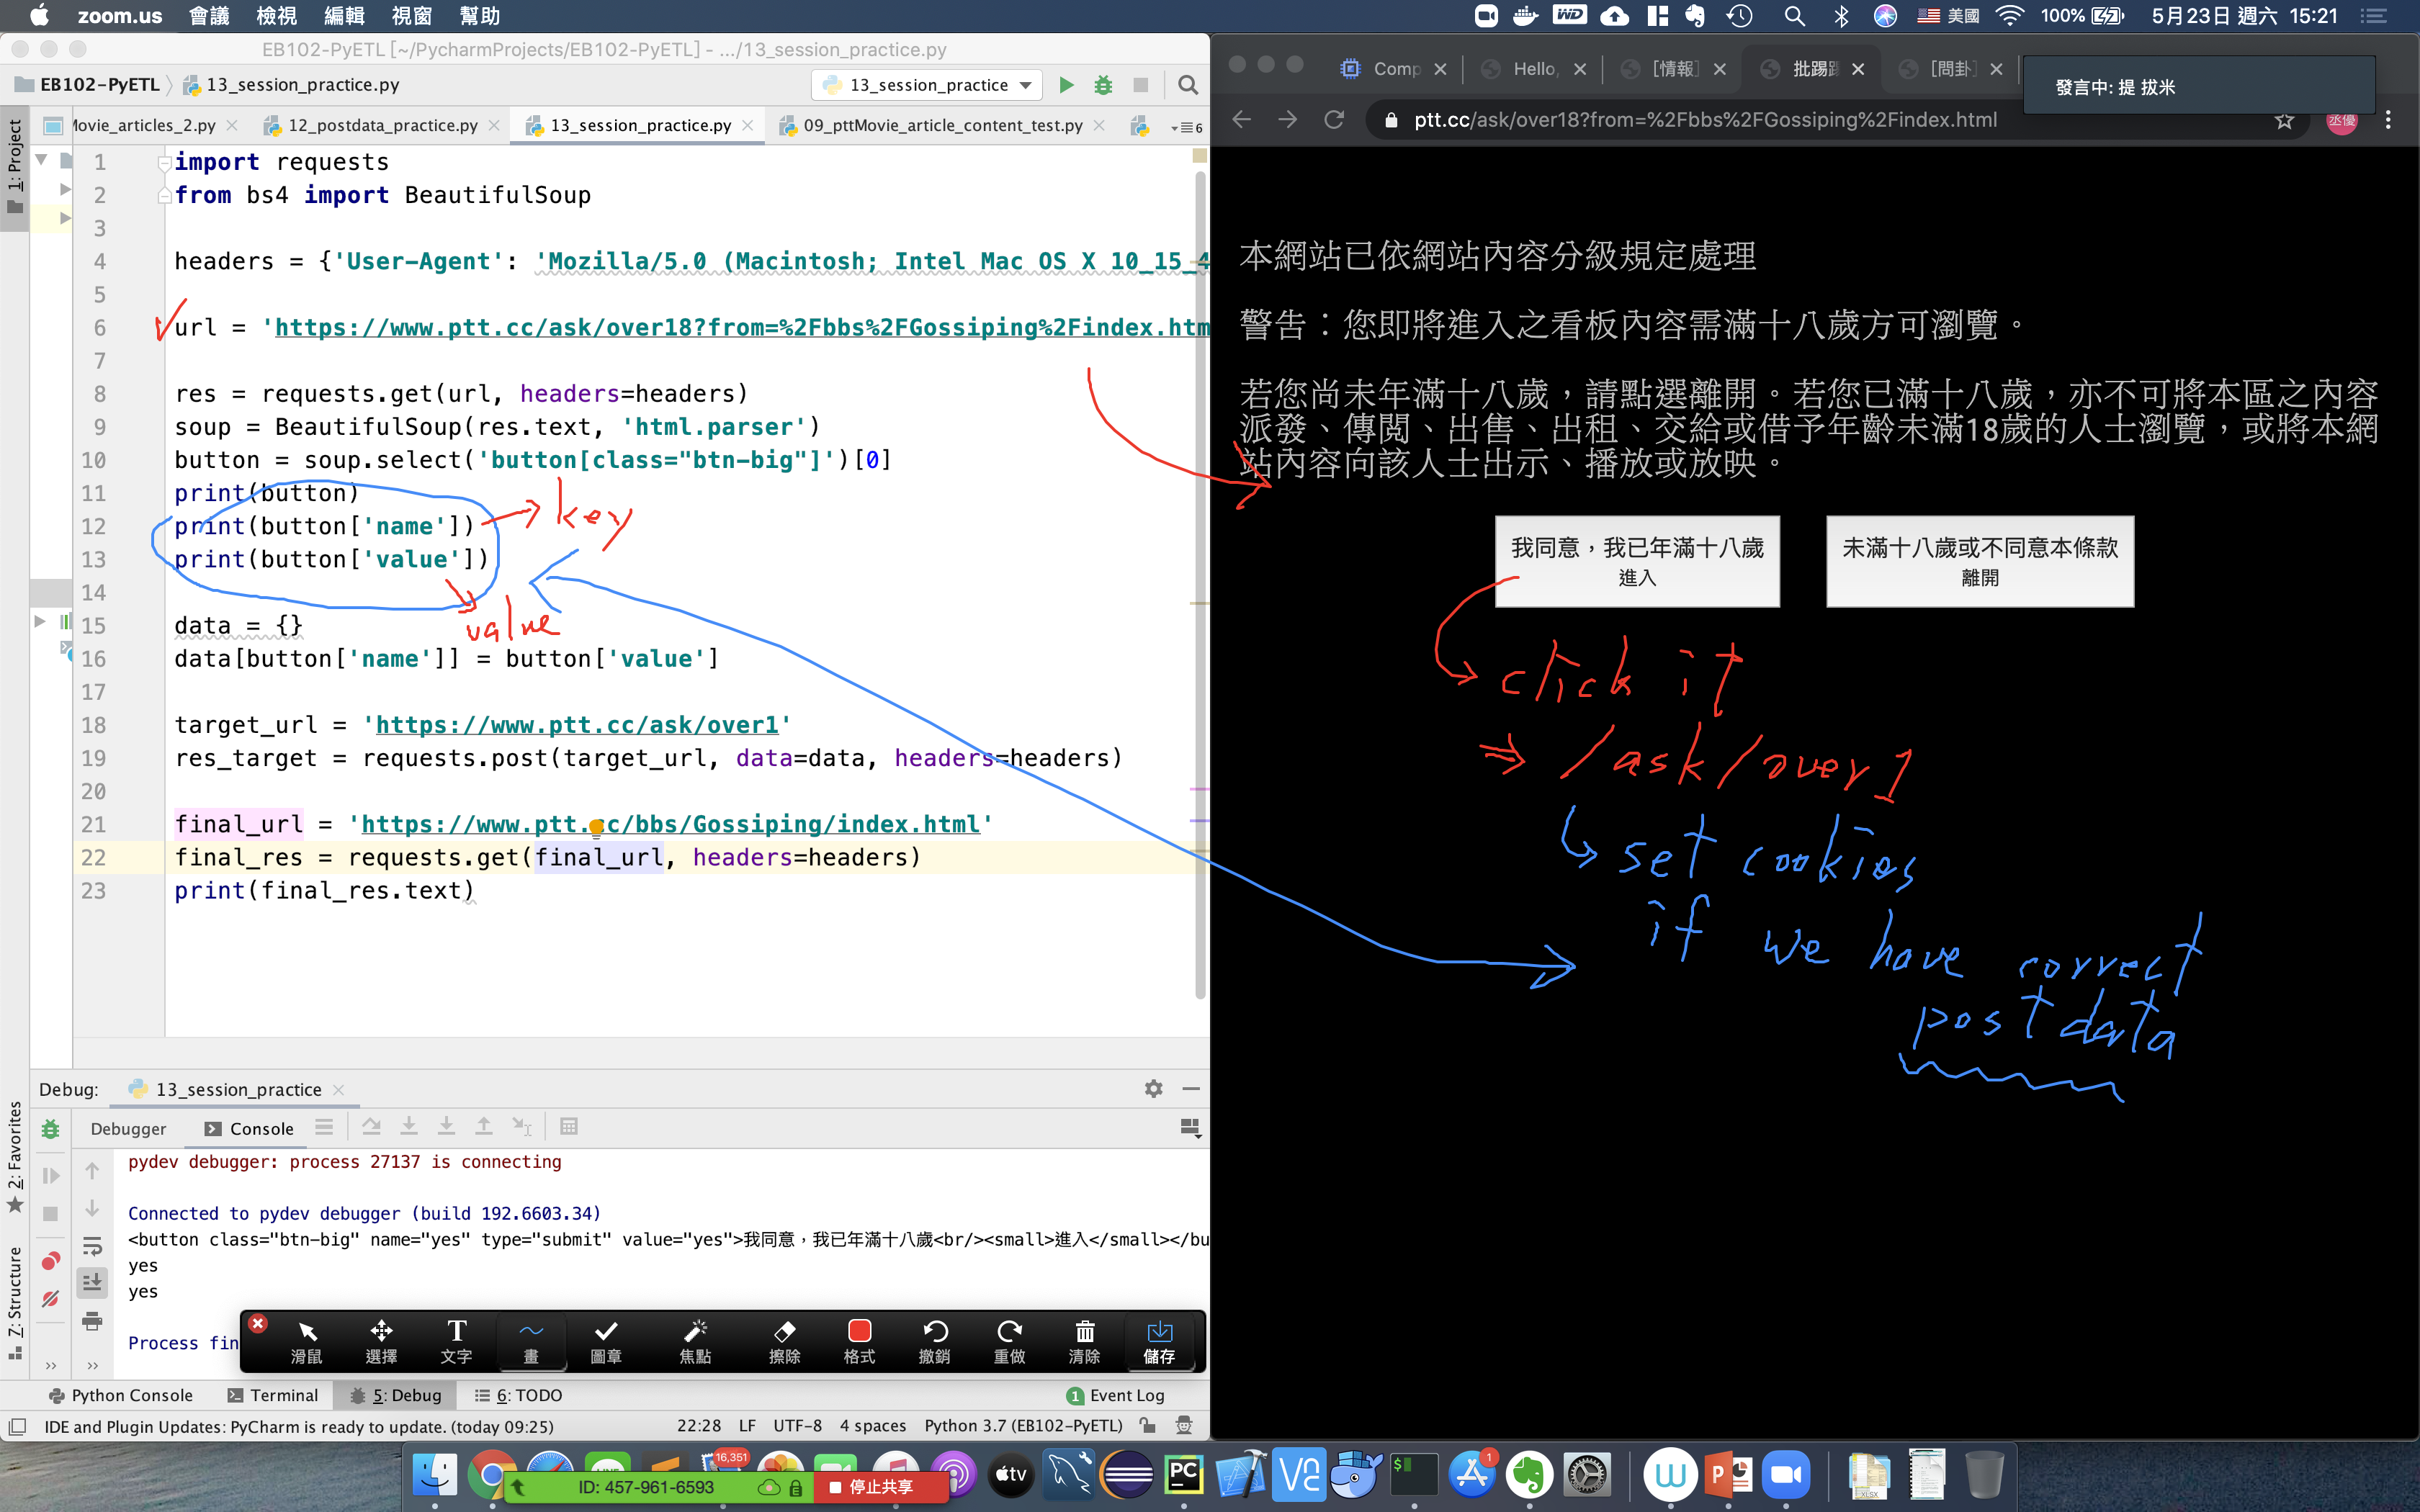 zoom.us 會議 檢視 編輯 視窗 幫助
美國 100% 5月23日 週六 15:21
EB102-PyETL [~/PycharmProjects/EB102-PyETL] - .../13_session_practice.py
EB102-PyETL 13_session_practice.py
13_session_practice
Movie_articles_2.py 12_postdata_practice.py 13_session_practice.py 09_pttMovie_article_content_test.py 6
1: Project
1 import requests
2 from bs4 import BeautifulSoup
3
4 headers = {'User-Agent': 'Mozilla/5.0 (Macintosh; Intel Mac OS X 10_15_4
5
6 url = 'https://www.ptt.cc/ask/over18?from=%2Fbbs%2FGossiping%2Findex.htm
7
8 res = requests.get(url, headers=headers)
9 soup = BeautifulSoup(res.text, 'html.parser')
10 button = soup.select('button[class="btn-big"]')[0]
11 print(button)
12 print(button['name'])
13 print(button['value'])
14
15 data = {}
16 data[button['name']] = button['value']
17
18 target_url = 'https://www.ptt.cc/ask/over1'
19 res_target = requests.post(target_url, data=data, headers=headers)
20
21 final_url = 'https://www.ptt.cc/bbs/Gossiping/index.html'
22 final_res = requests.get(final_url, headers=headers)
23 print(final_res.text)
key
value
Debug: 13_session_practice
Debugger Console
2: Favorites
7: Structure
pydev debugger: process 27137 is connecting
Connected to pydev debugger (build 192.6603.34)
<button class="btn-big" name="yes" type="submit" value="yes">我同意，我已年滿十八歲<br/><small>進入</small></bu
yes
yes
Process fin
滑鼠 選擇 文字 畫 圖章 焦點 擦除 格式 撤銷 重做 清除 儲存
Python Console Terminal 5: Debug 6: TODO 1 Event Log
IDE and Plugin Updates: PyCharm is ready to update. (today 09:25) 22:28 LF UTF-8 4 spaces Python 3.7 (EB102-PyETL)
Comp Hello, [情報] 批踢踢 [問卦]
發言中: 提 拔米
ptt.cc/ask/over18?from=%2Fbbs%2FGossiping%2Findex.html
丞優
本網站已依網站內容分級規定處理
警告：您即將進入之看板內容需滿十八歲方可瀏覽。
若您尚未年滿十八歲，請點選離開。若您已滿十八歲，亦不可將本區之內容
派發、傳閱、出售、出租、交給或借予年齡未滿18歲的人士瀏覽，或將本網
站內容向該人士出示、播放或放映。
我同意，我已年滿十八歲
進入
未滿十八歲或不同意本條款
離開
click it
⇒ /ask/over1
set cookies
if we have correct
post data
16,351
tv
PC
1
ID: 457-961-6593 停止共享